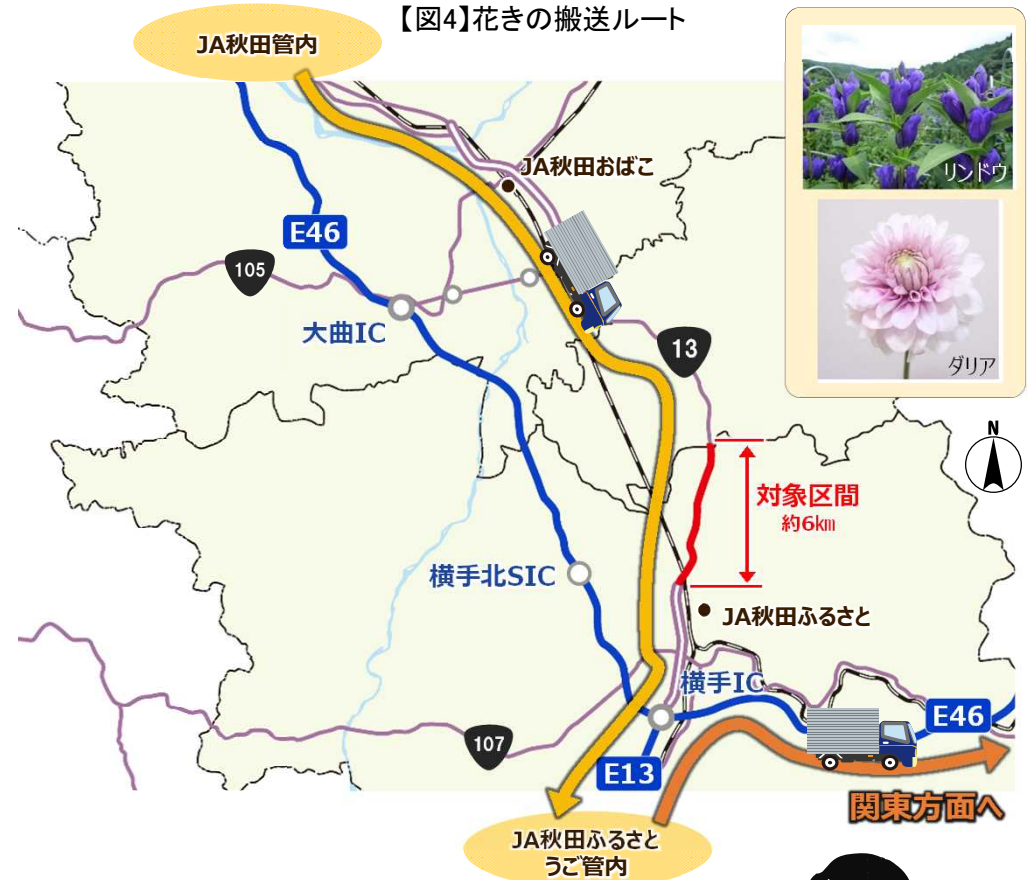 【図4】花きの搬送ルート
JA秋田管内
リンドウ
ダリア
JA秋田おばこ
E46
105
大曲IC
13
N
対象区間
約6㎞
横手北SIC
JA秋田ふるさと
横手IC
E46
107
E13
関東方面へ
JA秋田ふるさと
うご管内